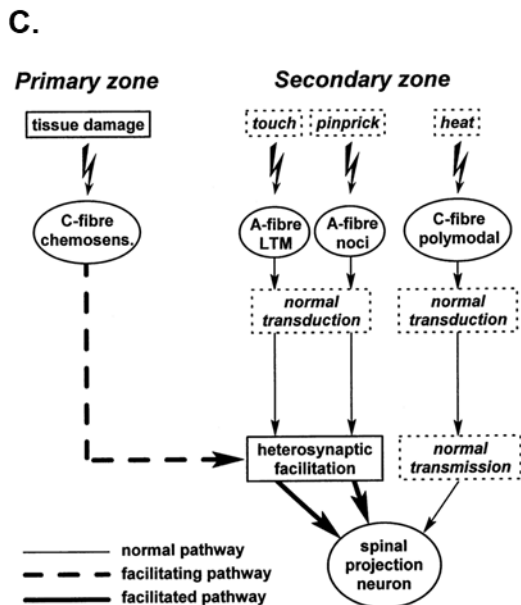 C.
Primary zone
Secondary zone
tissue damage
touch
pinprick
heat
C-fibre
chemosens.
A-fibre
LTM
A-fibre
noci
C-fibre
polymodal
normal
transduction
normal
transduction
heterosynaptic
facilitation
normal
transmission
spinal
projection
neuron
normal pathway
facilitating pathway
facilitated pathway